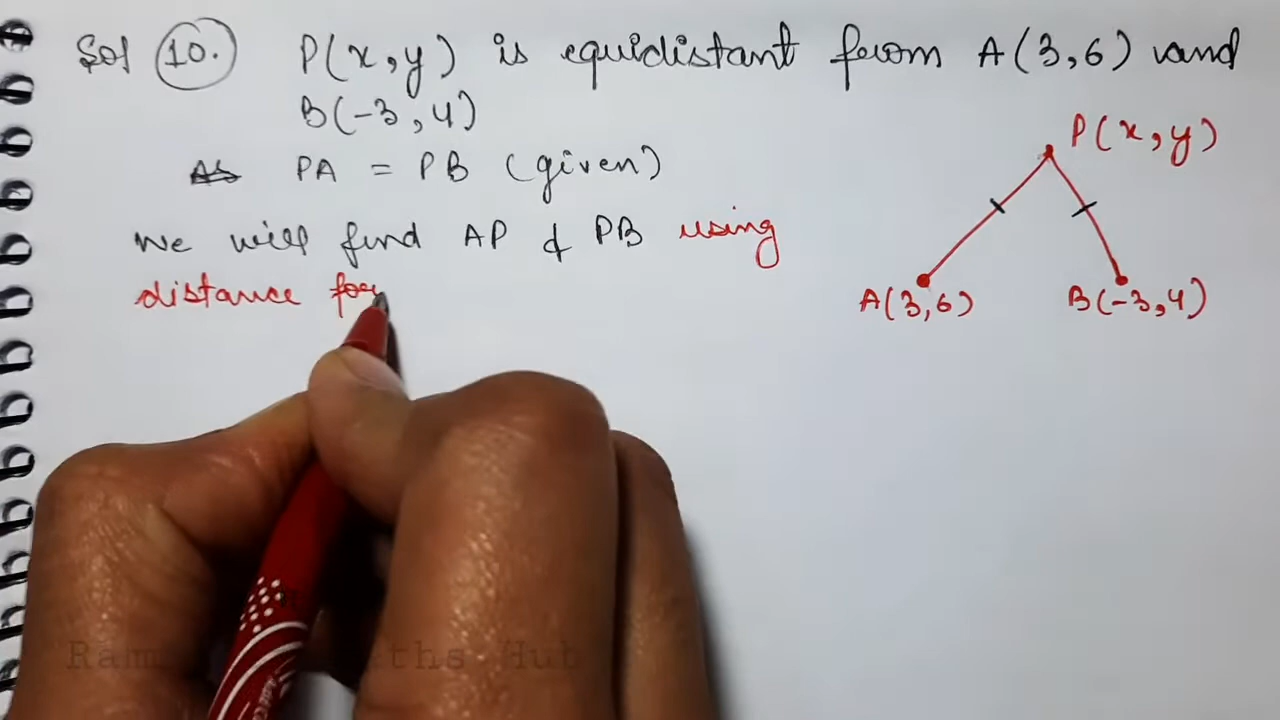 Sol 10. P(x,y) is equidistant from A(3,6) and
B(-3,4)
As PA = PB (given)
We will find AP & PB using
distance for
P(x,y)
A(3,6)
B(-3,4)